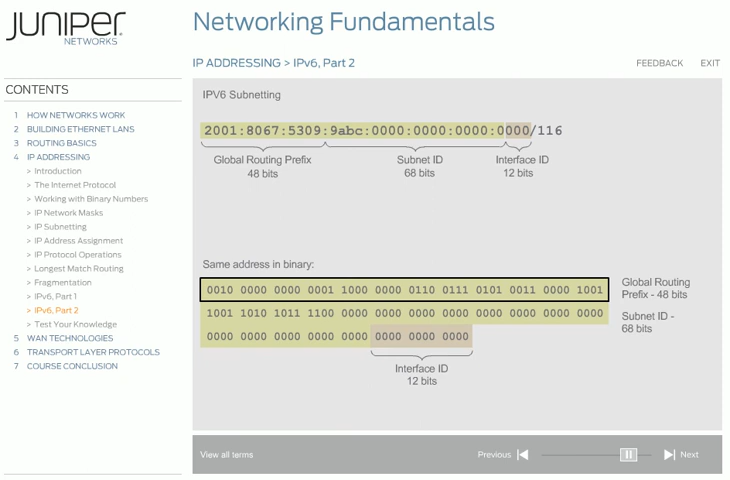 JUNIPER
NETWORKS
Networking Fundamentals
IP ADDRESSING > IPv6, Part 2
FEEDBACK EXIT
CONTENTS
1 HOW NETWORKS WORK
2 BUILDING ETHERNET LANS
3 ROUTING BASICS
4 IP ADDRESSING
> Introduction
> The Internet Protocol
> Working with Binary Numbers
> IP Network Masks
> IP Subnetting
> IP Address Assignment
> IP Protocol Operations
> Longest Match Routing
> Fragmentation
> IPv6, Part 1
> IPv6, Part 2
> Test Your Knowledge
5 WAN TECHNOLOGIES
6 TRANSPORT LAYER PROTOCOLS
7 COURSE CONCLUSION
IPV6 Subnetting
2001:8067:5309:9abc:0000:0000:0000:0000/116
Global Routing Prefix
48 bits
Subnet ID
68 bits
Interface ID
12 bits
Same address in binary:
0010 0000 0000 0001 1000 0000 0110 0111 0101 0011 0000 1001
Global Routing
Prefix - 48 bits
1001 1010 1011 1100 0000 0000 0000 0000 0000 0000 0000 0000
Subnet ID -
68 bits
0000 0000 0000 0000 0000 0000 0000 0000
Interface ID
12 bits
View all terms
Previous
Next